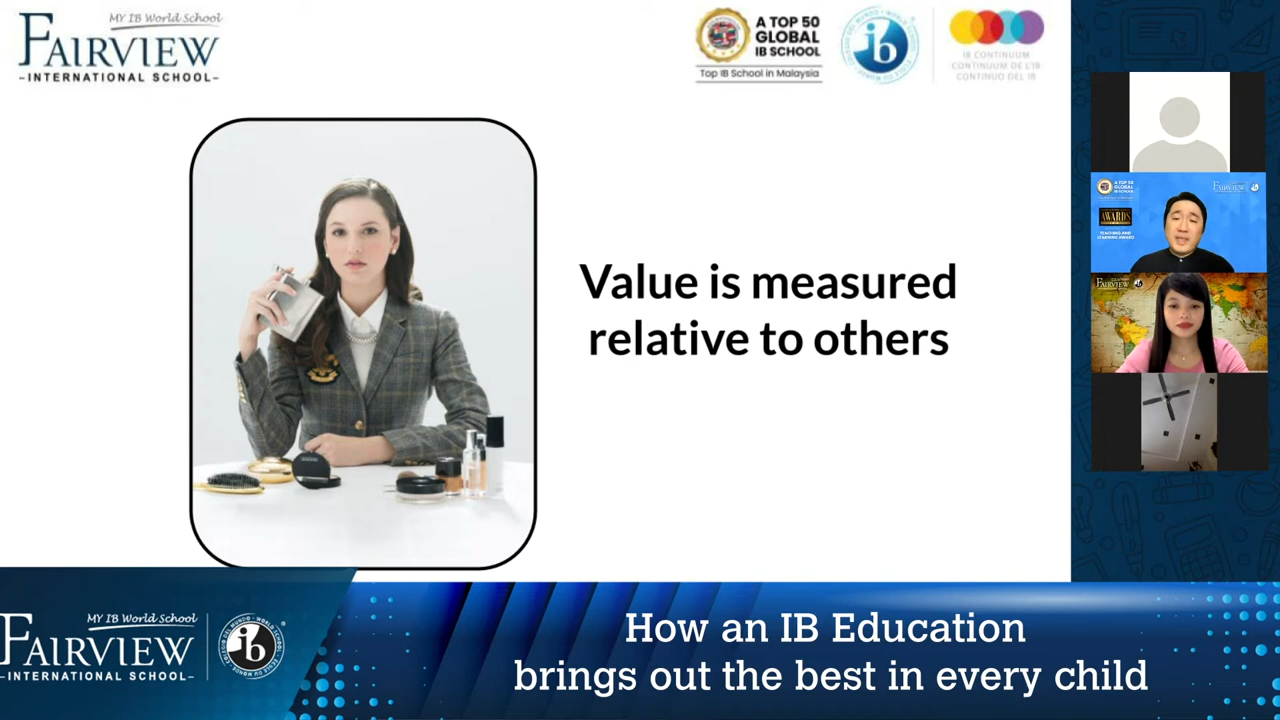 MY IB World School
FAIRVIEW
-INTERNATIONAL SCHOOL-
A TOP 50
GLOBAL
IB SCHOOL
Top IB School in Malaysia
ib
IB CONTINUUM
CONTINUUM DE L'IB
CONTINUO DEL IB
Value is measured
relative to others
A TOP 50
GLOBAL
IB SCHOOL
FAIRVIEW
AWARDS
TEACHING AND
LEARNING AWARD
FAIRVIEW
How an IB Education
brings out the best in every child
MY IB World School
FAIRVIEW
-INTERNATIONAL SCHOOL-
ib